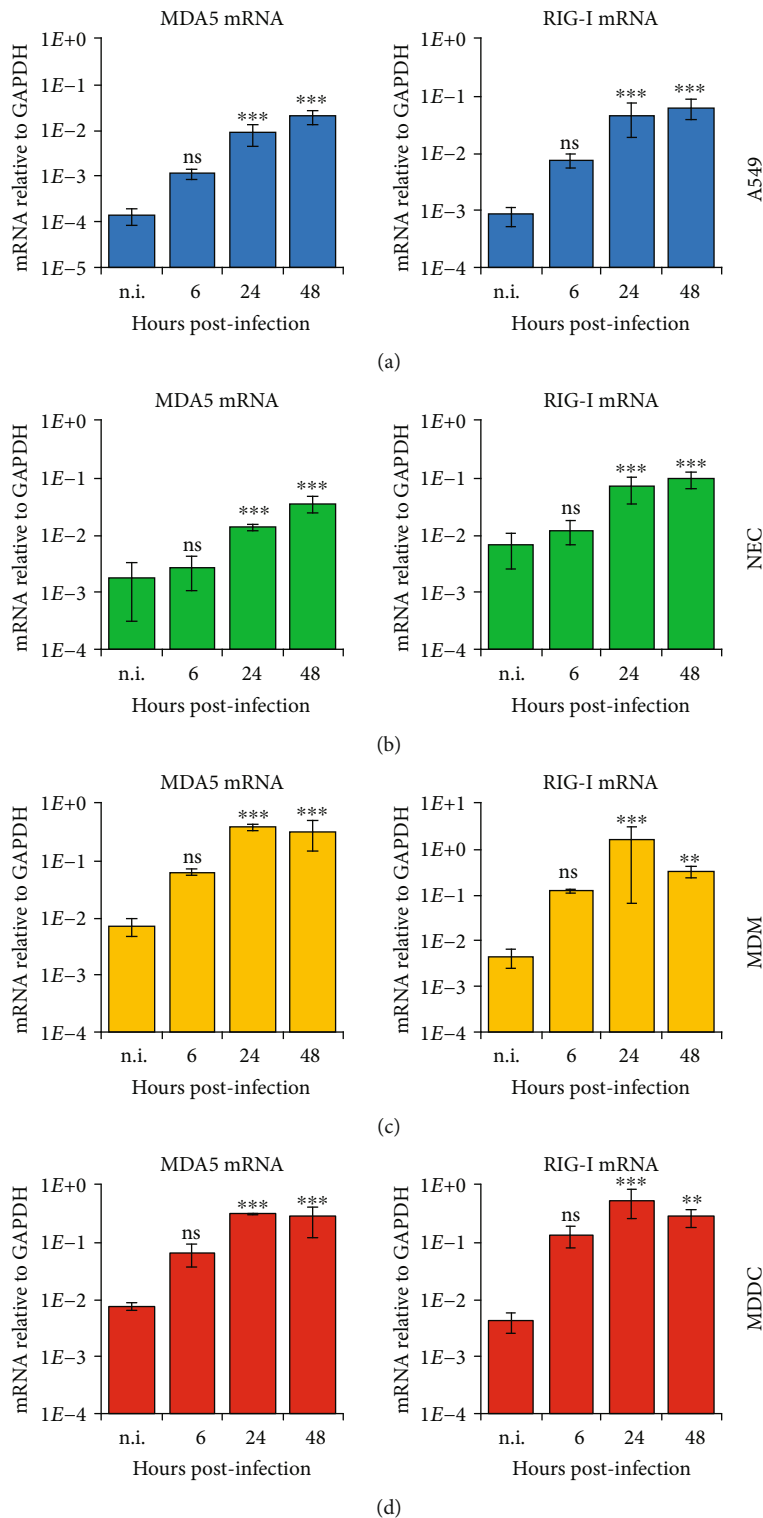 MDA5 mRNA
mRNA relative to GAPDH
1E+0
1E−1
1E−2
1E−3
1E−4
1E−5
ns
***
***
n.i. 6 24 48
Hours post-infection
RIG-I mRNA
mRNA relative to GAPDH
1E+0
1E−1
1E−2
1E−3
1E−4
ns
***
***
n.i. 6 24 48
Hours post-infection
A549
(a)
MDA5 mRNA
mRNA relative to GAPDH
1E+0
1E−1
1E−2
1E−3
1E−4
ns
***
***
n.i. 6 24 48
Hours post-infection
RIG-I mRNA
mRNA relative to GAPDH
1E+0
1E−1
1E−2
1E−3
1E−4
ns
***
***
n.i. 6 24 48
Hours post-infection
NEC
(b)
MDA5 mRNA
mRNA relative to GAPDH
1E+0
1E−1
1E−2
1E−3
1E−4
ns
***
***
n.i. 6 24 48
Hours post-infection
RIG-I mRNA
mRNA relative to GAPDH
1E+1
1E+0
1E−1
1E−2
1E−3
1E−4
ns
***
**
n.i. 6 24 48
Hours post-infection
MDM
(c)
MDA5 mRNA
mRNA relative to GAPDH
1E+0
1E−1
1E−2
1E−3
1E−4
ns
***
***
n.i. 6 24 48
Hours post-infection
RIG-I mRNA
mRNA relative to GAPDH
1E+0
1E−1
1E−2
1E−3
1E−4
ns
***
**
n.i. 6 24 48
Hours post-infection
MDDC
(d)